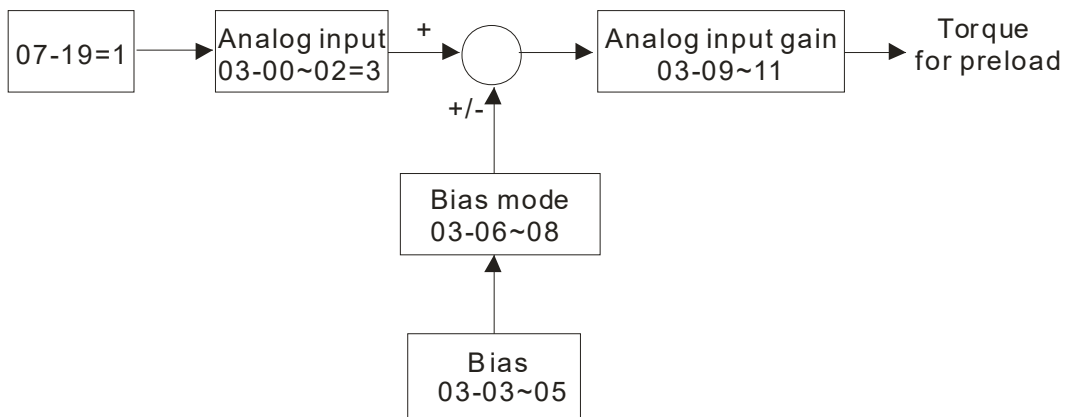 07-19=1
Analog input
03-00~02=3
+
Analog input gain
03-09~11
Torque
for preload
+/-
Bias mode
03-06~08
Bias
03-03~05